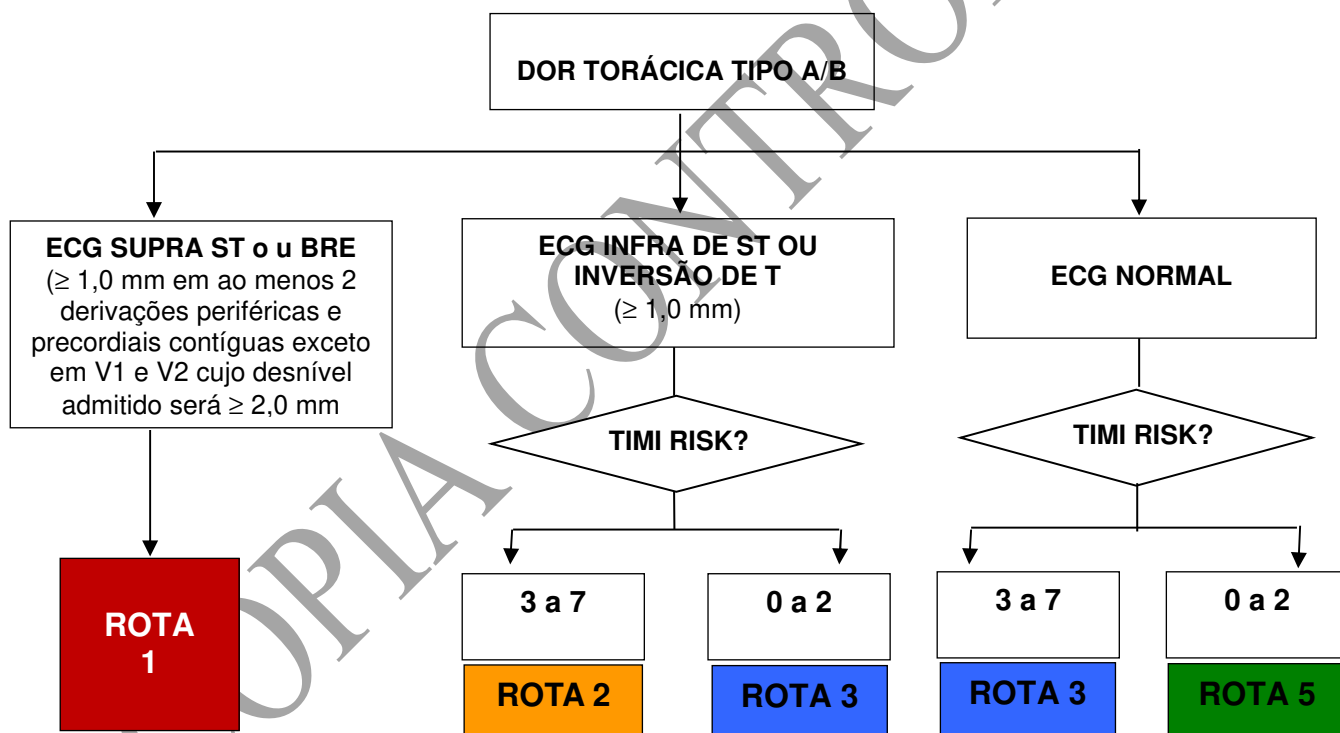 DOR TORÁCICA TIPO A/B
ECG SUPRA ST o u BRE
(≥ 1,0 mm em ao menos 2
derivações periféricas e
precordiais contíguas exceto
em V1 e V2 cujo desnível
admitido será ≥ 2,0 mm
ECG INFRA DE ST OU
INVERSÃO DE T
(≥ 1,0 mm)
ECG NORMAL
TIMI RISK?
TIMI RISK?
ROTA
1
3 a 7
0 a 2
3 a 7
0 a 2
ROTA 2
ROTA 3
ROTA 3
ROTA 5
OPIA CONTRO